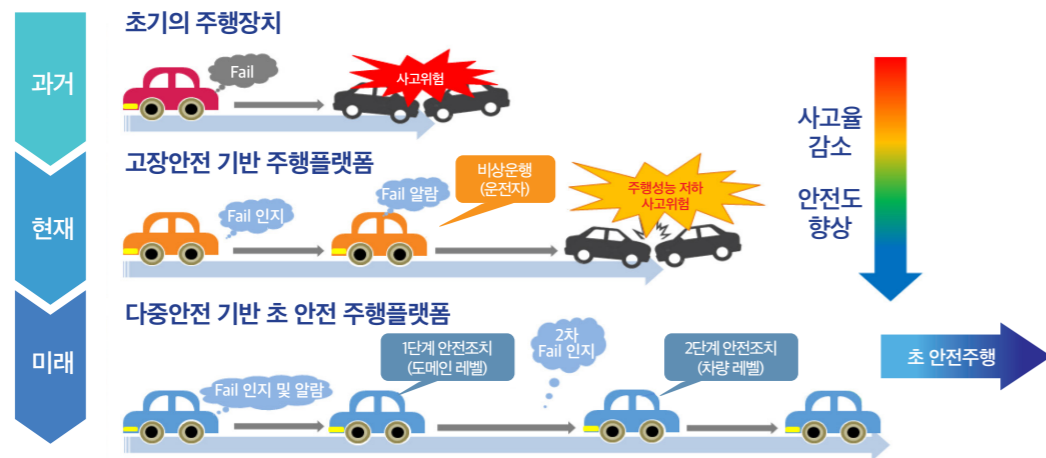 초기의 주행장치
과거
Fail
사고위험
고장안전 기반 주행플랫폼
현재
Fail 인지
Fail 알람
비상운행
(운전자)
주행성능 저하
사고위험
사고율
감소
안전도
향상
다중안전 기반 초 안전 주행플랫폼
미래
Fail 인지 및 알람
1단계 안전조치
(도메인 레벨)
2차
Fail 인지
2단계 안전조치
(차량 레벨)
초 안전주행